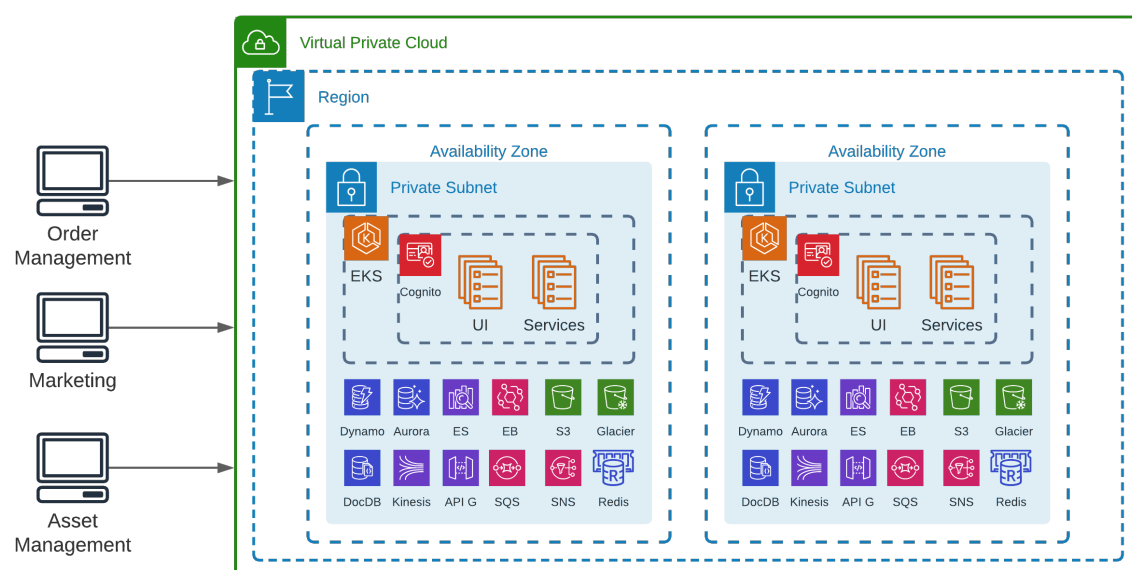 Virtual Private Cloud
Region
Availability Zone
Private Subnet
EKS
Cognito
UI
Services
Dynamo
Aurora
ES
EB
S3
Glacier
DocDB
Kinesis
API G
SQS
SNS
Redis
Availability Zone
Private Subnet
EKS
Cognito
UI
Services
Dynamo
Aurora
ES
EB
S3
Glacier
DocDB
Kinesis
API G
SQS
SNS
Redis
Order
Management
Marketing
Asset
Management